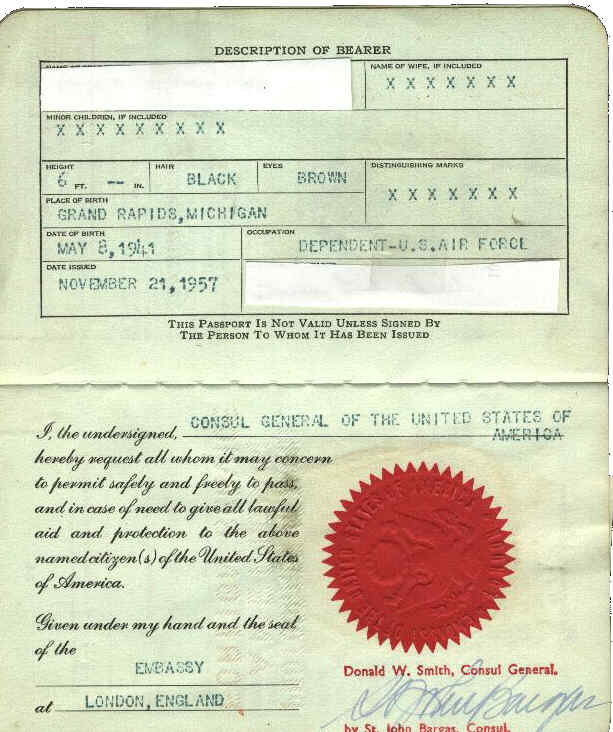 DESCRIPTION OF BEARER
NAME OF WIFE, IF INCLUDED
X X X X X X X
MINOR CHILDREN, IF INCLUDED
X X X X X X X X X
HEIGHT HAIR EYES DISTINGUISHING MARKS
6 FT. -- IN. BLACK BROWN
X X X X X X X
PLACE OF BIRTH
GRAND RAPIDS, MICHIGAN
DATE OF BIRTH OCCUPATION
MAY 8, 1941 DEPENDENT-U.S.AIR FORCE
DATE ISSUED
NOVEMBER 21, 1957
THIS PASSPORT IS NOT VALID UNLESS SIGNED BY
THE PERSON TO WHOM IT HAS BEEN ISSUED
I, the undersigned, CONSUL GENERAL OF THE UNITED STATES OF
AMERICA
hereby request all whom it may concern
to permit safely and freely to pass,
and in case of need to give all lawful
aid and protection to the above
named citizen(s) of the United States
of America.
Given under my hand and the seal
of the
EMBASSY
at LONDON, ENGLAND
Donald W. Smith, Consul General.
by St. John Bargas, Consul.